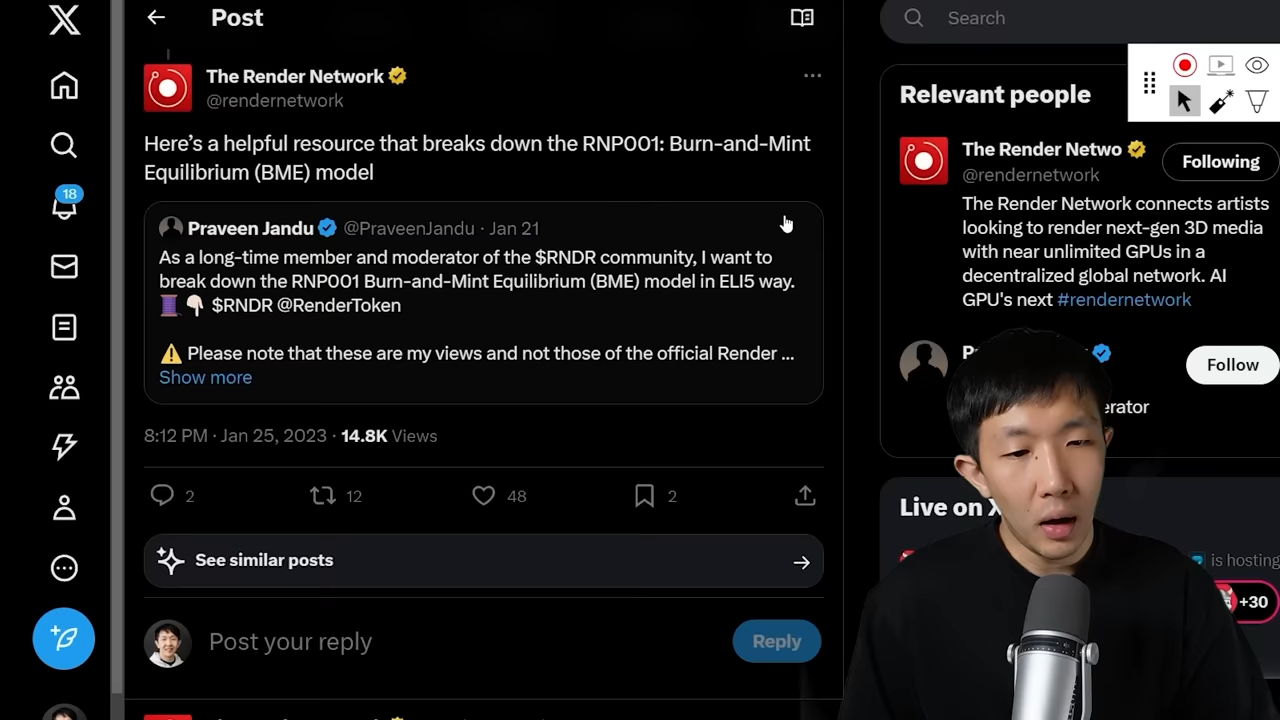 Post
The Render Network
@rendernetwork
Here's a helpful resource that breaks down the RNP001: Burn-and-Mint
Equilibrium (BME) model
Praveen Jandu @PraveenJandu · Jan 21
As a long-time member and moderator of the $RNDR community, I want to
break down the RNP001 Burn-and-Mint Equilibrium (BME) model in ELI5 way.
🧵👇🏻 $RNDR @RenderToken
⚠️ Please note that these are my views and not those of the official Render ...
Show more
8:12 PM · Jan 25, 2023 · 14.8K Views
2 12 48 2
See similar posts
Post your reply
Reply
18
Search
Relevant people
The Render Netwo
Following
@rendernetwork
The Render Network connects artists
looking to render next-gen 3D media
with near unlimited GPUs in a
decentralized global network. AI
GPU's next #rendernetwork
Follow
erator
Live on
is hosting
+30